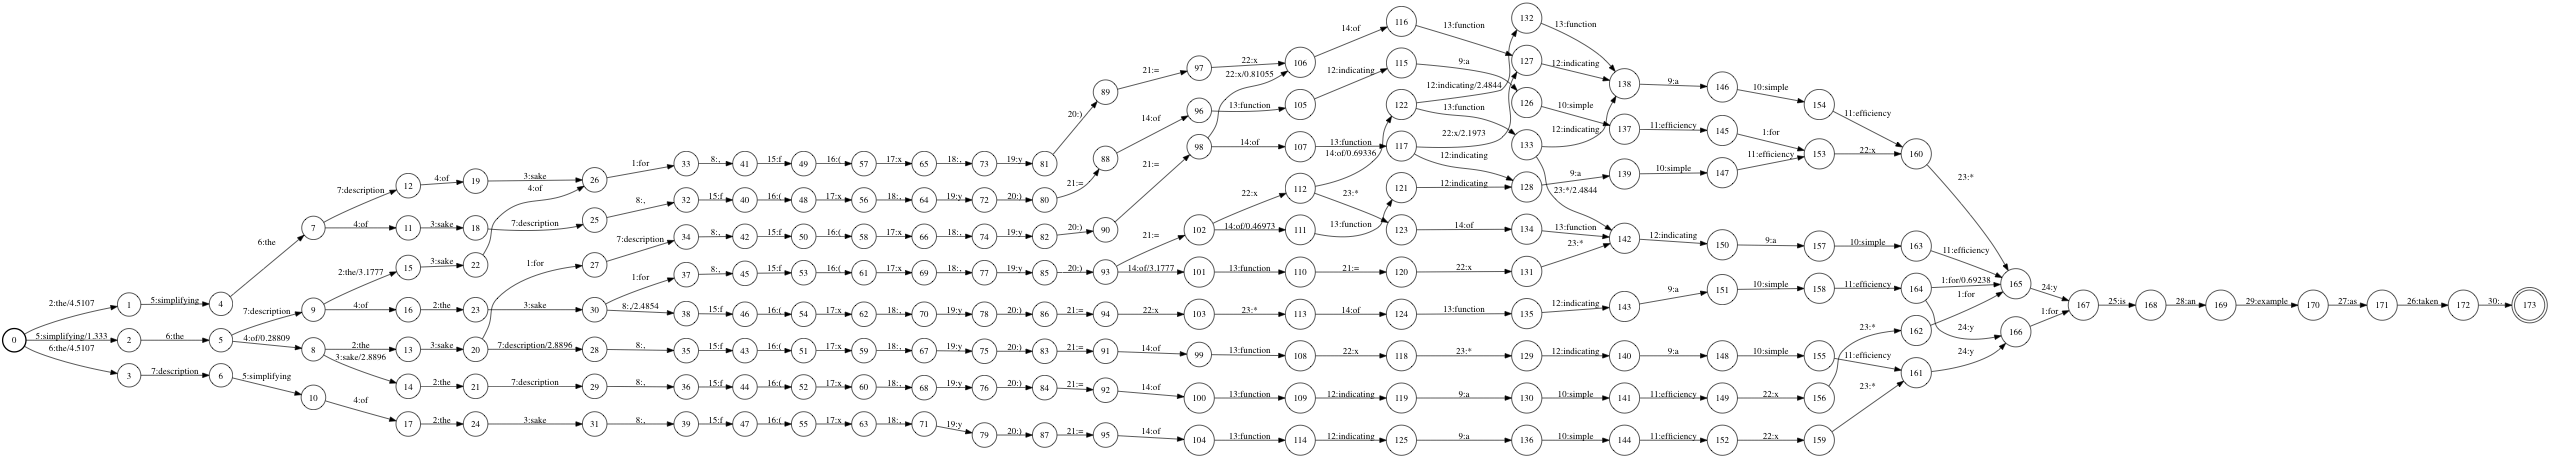 116 13:function 132 13:function
14:of
97 22:x 106 22:x/0.81055 12:indicating 115 9:a 127 12:indicating 138 9:a 146 10:simple 154 11:efficiency
21:=
89 20:)
12:indicating/2.4844
96 13:function 105 122 13:function 126 10:simple 137 11:efficiency 145 1:for 153 22:x 160 23:*
14:of
88 21:=
98 14:of 107 13:function 117 22:x/2.1973 12:indicating 133 12:indicating
14:of/0.69336
21:=
7:description 12 4:of 19 3:sake 26 1:for 33 8:, 41 15:f 49 16:( 57 17:x 65 18:, 73 19:y 81
4:of
112 22:x 23:* 121 12:indicating 128 9:a 139 10:simple 147 11:efficiency
23:*/2.4844
7 4:of 11 3:sake 18 7:description 25 8:, 32 15:f 40 16:( 48 17:x 56 18:, 64 19:y 72 20:) 80
6:the
7:description 34 8:, 42 15:f 50 16:( 58 17:x 66 18:, 74 19:y 82 20:) 90
21:= 102 14:of/0.46973 111 13:function 123 14:of 134 13:function 142 12:indicating 150 9:a 157 10:simple 163 11:efficiency
23:*
2:the/3.1777 15 3:sake 22 1:for 27 1:for 37 8:, 45 15:f 53 16:( 61 17:x 69 18:, 77 19:y 85 20:) 93 14:of/3.1777 101 13:function 110 21:= 120 22:x 131
2:the/4.5107 1 5:simplifying 4
7:description 9 4:of 16 2:the 23 3:sake 30 8:,/2.4854 38 15:f 46 16:( 54 17:x 62 18:, 70 19:y 78 20:) 86 21:= 94 22:x 103 23:* 113 14:of 124 13:function 135 12:indicating 143 9:a 151 10:simple 158 11:efficiency 164 1:for/0.69238 165 24:y 167 25:is 168 28:an 169 29:example 170 27:as 171 26:taken 172 30:. 173
1:for
24:y
0 5:simplifying/1.333 2 6:the 5 4:of/0.28809 8 2:the 13 3:sake 20 7:description/2.8896 28 8:, 35 15:f 43 16:( 51 17:x 59 18:, 67 19:y 75 20:) 83 21:= 91 14:of 99 13:function 108 22:x 118 23:* 129 12:indicating 140 9:a 148 10:simple 155 11:efficiency 161 24:y 166 1:for
23:* 162
6:the/4.5107 3 7:description 6 5:simplifying 10 3:sake/2.8896 14 2:the 21 7:description 29 8:, 36 15:f 44 16:( 52 17:x 60 18:, 68 19:y 76 20:) 84 21:= 92 14:of 100 13:function 109 12:indicating 119 9:a 130 10:simple 141 11:efficiency 149 22:x 156
4:of 17 2:the 24 3:sake 31 8:, 39 15:f 47 16:( 55 17:x 63 18:, 71 19:y 79 20:) 87 21:= 95 14:of 104 13:function 114 12:indicating 125 9:a 136 10:simple 144 11:efficiency 152 22:x 159 23:*